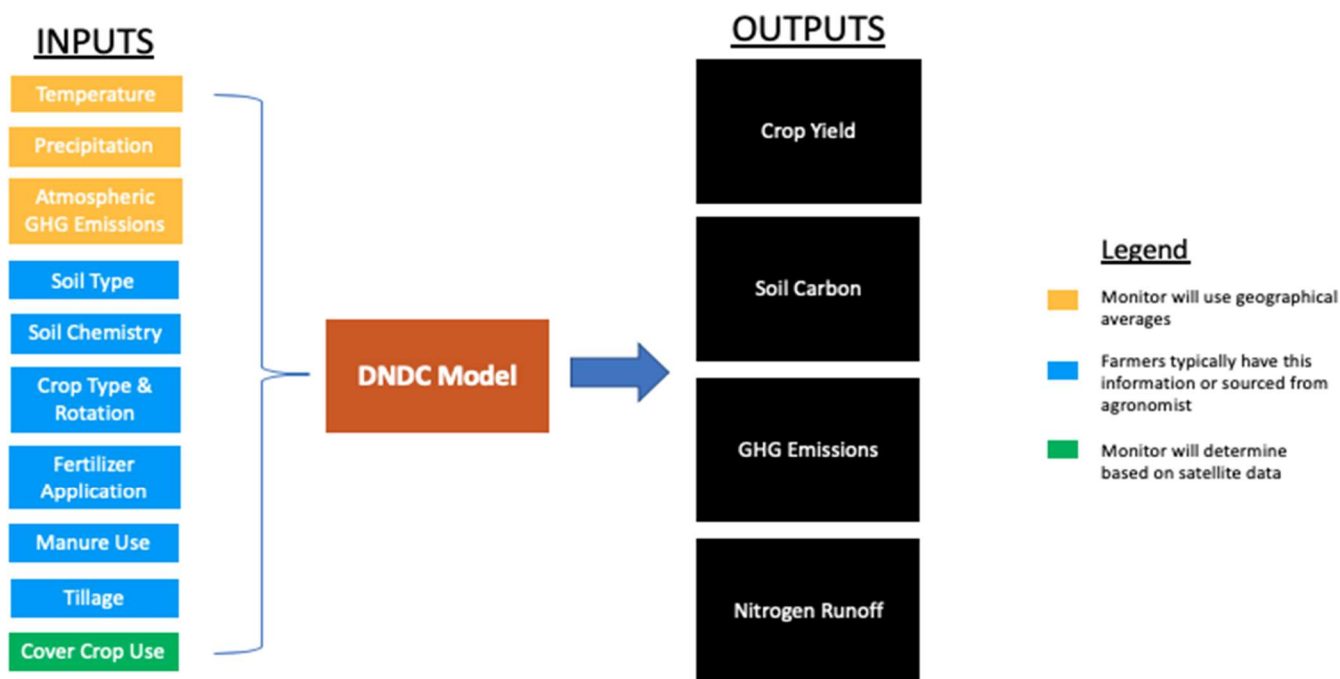 INPUTS
Temperature
Precipitation
Atmospheric
GHG Emissions
Soil Type
Soil Chemistry
Crop Type &
Rotation
Fertilizer
Application
Manure Use
Tillage
Cover Crop Use
DNDC Model
OUTPUTS
Crop Yield
Soil Carbon
GHG Emissions
Nitrogen Runoff
Legend
Monitor will use geographical
averages
Farmers typically have this
information or sourced from
agronomist
Monitor will determine
based on satellite data